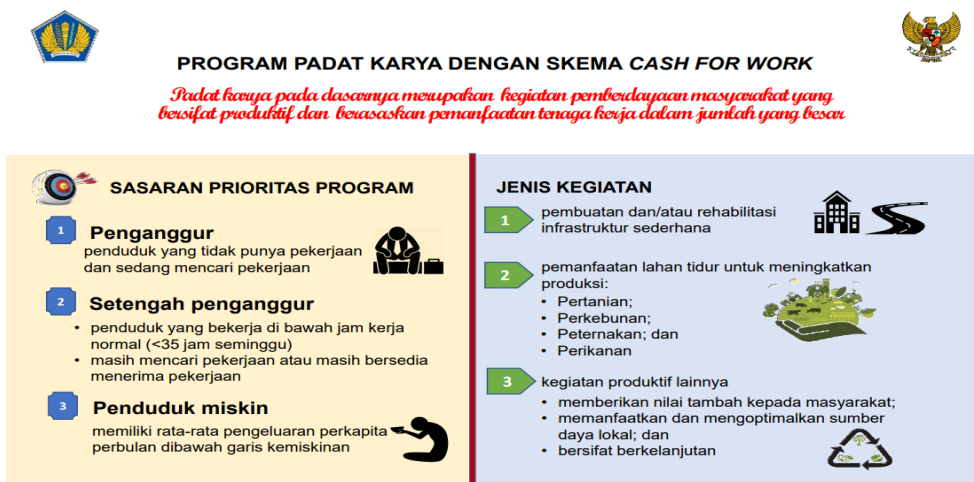 PROGRAM PADAT KARYA DENGAN SKEMA CASH FOR WORK
Padat karya pada dasarnya merupakan kegiatan pemberdayaan masyarakat yang
bersifat produktif dan berasaskan pemanfaatan tenaga kerja dalam jumlah yang besar
SASARAN PRIORITAS PROGRAM
1 Penganggur
penduduk yang tidak punya pekerjaan
dan sedang mencari pekerjaan
2 Setengah penganggur
• penduduk yang bekerja di bawah jam kerja
normal (<35 jam seminggu)
• masih mencari pekerjaan atau masih bersedia
menerima pekerjaan
3 Penduduk miskin
memiliki rata-rata pengeluaran perkapita
perbulan dibawah garis kemiskinan
JENIS KEGIATAN
1 pembuatan dan/atau rehabilitasi
infrastruktur sederhana
2 pemanfaatan lahan tidur untuk meningkatkan
produksi:
• Pertanian;
• Perkebunan;
• Peternakan; dan
• Perikanan
3 kegiatan produktif lainnya
• memberikan nilai tambah kepada masyarakat;
• memanfaatkan dan mengoptimalkan sumber
daya lokal; dan
• bersifat berkelanjutan